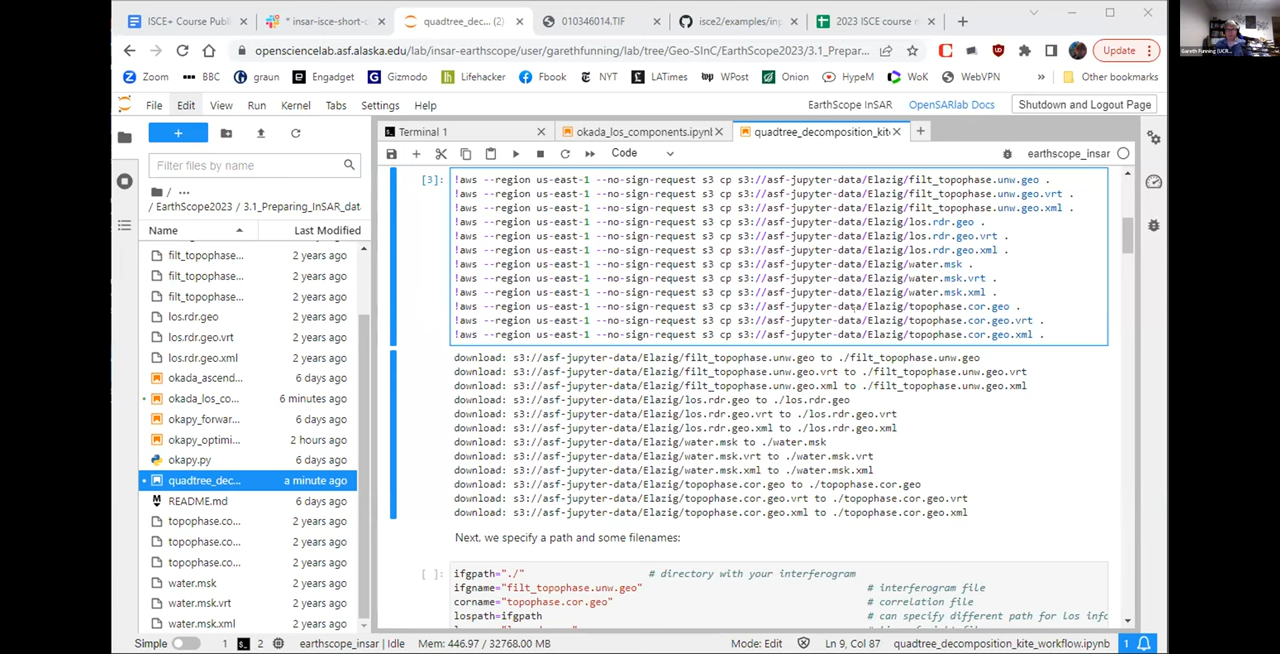 ISCE+ Course Publ
* insar-isce-short-c
quadtree_dec... (2)
010346014.TIF
isce2/examples/inp
2023 ISCE course n
opensciencelab.asf.alaska.edu/lab/insar-earthscope/user/garethfunning/lab/tree/Geo-SInC/EarthScope2023/3.1_Prepar...
Update
Zoom
BBC
graun
Engadget
Gizmodo
Lifehacker
Fbook
NYT
LATimes
WPost
Onion
HypeM
WoK
WebVPN
»
Other bookmarks
Gareth Funning (UCR...
File Edit View Run Kernel Tabs Settings Help
EarthScope InSAR
OpenSARlab Docs
Shutdown and Logout Page
Terminal 1
okada_los_components.ipynb
quadtree_decomposition_kite
Code
earthscope_insar
Filter files by name
/ ...
/ EarthScope2023 / 3.1_Preparing_InSAR_dat
Name Last Modified
filt_topophase... 2 years ago
filt_topophase... 2 years ago
filt_topophase... 2 years ago
los.rdr.geo 2 years ago
los.rdr.geo.vrt 2 years ago
los.rdr.geo.xml 2 years ago
okada_ascend... 6 days ago
okada_los_co... 6 minutes ago
okapy_forwar... 6 days ago
okapy_optimi... 2 hours ago
okapy.py 6 days ago
quadtree_dec... a minute ago
README.md 6 days ago
topophase.co... 2 years ago
topophase.co... 2 years ago
topophase.co... 2 years ago
water.msk 2 years ago
water.msk.vrt 2 years ago
water.msk.xml 2 years ago
[3]:
!aws --region us-east-1 --no-sign-request s3 cp s3://asf-jupyter-data/Elazig/filt_topophase.unw.geo .
!aws --region us-east-1 --no-sign-request s3 cp s3://asf-jupyter-data/Elazig/filt_topophase.unw.geo.vrt .
!aws --region us-east-1 --no-sign-request s3 cp s3://asf-jupyter-data/Elazig/filt_topophase.unw.geo.xml .
!aws --region us-east-1 --no-sign-request s3 cp s3://asf-jupyter-data/Elazig/los.rdr.geo .
!aws --region us-east-1 --no-sign-request s3 cp s3://asf-jupyter-data/Elazig/los.rdr.geo.vrt .
!aws --region us-east-1 --no-sign-request s3 cp s3://asf-jupyter-data/Elazig/los.rdr.geo.xml .
!aws --region us-east-1 --no-sign-request s3 cp s3://asf-jupyter-data/Elazig/water.msk .
!aws --region us-east-1 --no-sign-request s3 cp s3://asf-jupyter-data/Elazig/water.msk.vrt .
!aws --region us-east-1 --no-sign-request s3 cp s3://asf-jupyter-data/Elazig/water.msk.xml .
!aws --region us-east-1 --no-sign-request s3 cp s3://asf-jupyter-data/Elazig/topophase.cor.geo .
!aws --region us-east-1 --no-sign-request s3 cp s3://asf-jupyter-data/Elazig/topophase.cor.geo.vrt .
!aws --region us-east-1 --no-sign-request s3 cp s3://asf-jupyter-data/Elazig/topophase.cor.geo.xml .
download: s3://asf-jupyter-data/Elazig/filt_topophase.unw.geo to ./filt_topophase.unw.geo
download: s3://asf-jupyter-data/Elazig/filt_topophase.unw.geo.vrt to ./filt_topophase.unw.geo.vrt
download: s3://asf-jupyter-data/Elazig/filt_topophase.unw.geo.xml to ./filt_topophase.unw.geo.xml
download: s3://asf-jupyter-data/Elazig/los.rdr.geo to ./los.rdr.geo
download: s3://asf-jupyter-data/Elazig/los.rdr.geo.vrt to ./los.rdr.geo.vrt
download: s3://asf-jupyter-data/Elazig/los.rdr.geo.xml to ./los.rdr.geo.xml
download: s3://asf-jupyter-data/Elazig/water.msk to ./water.msk
download: s3://asf-jupyter-data/Elazig/water.msk.vrt to ./water.msk.vrt
download: s3://asf-jupyter-data/Elazig/water.msk.xml to ./water.msk.xml
download: s3://asf-jupyter-data/Elazig/topophase.cor.geo to ./topophase.cor.geo
download: s3://asf-jupyter-data/Elazig/topophase.cor.geo.vrt to ./topophase.cor.geo.vrt
download: s3://asf-jupyter-data/Elazig/topophase.cor.geo.xml to ./topophase.cor.geo.xml
Next, we specify a path and some filenames:
[ ]:
ifgpath="./" # directory with your interferogram
ifgname="filt_topophase.unw.geo" # interferogram file
corname="topophase.cor.geo" # correlation file
lospath=ifgpath # can specify different path for los info
Simple 1 2 earthscope_insar | Idle Mem: 446.97 / 32768.00 MB Mode: Edit Ln 9, Col 87 quadtree_decomposition_kite_workflow.ipynb 1